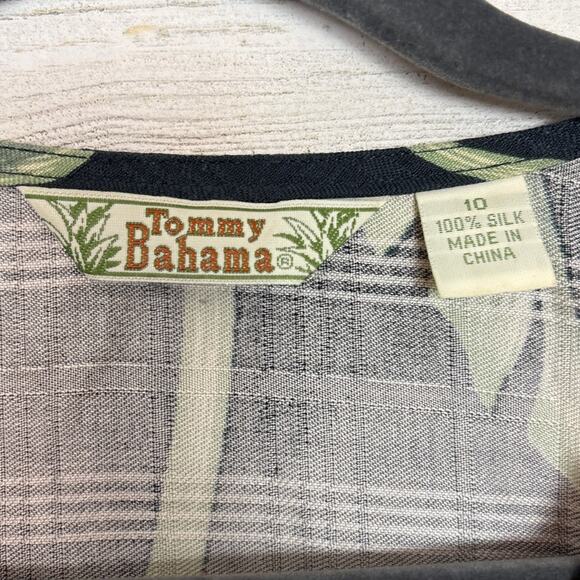 Tommy
Bahama®
10
100% SILK
MADE IN
CHINA